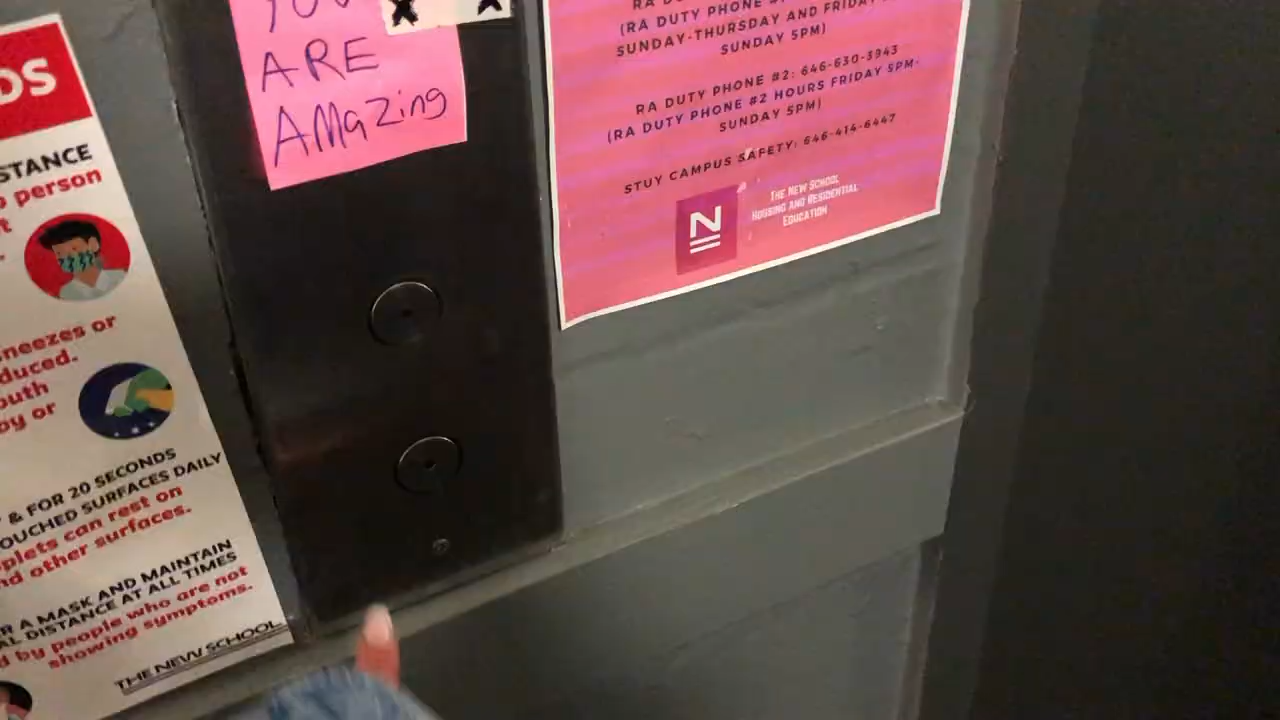 DS
STANCE
person
t
sneezes or
duced.
outh
by or
& FOR 20 SECONDS
OUCHED SURFACES DAILY
plets can rest on
nd other surfaces.
R A MASK AND MAINTAIN
AL DISTANCE AT ALL TIMES
d by people who are not
showing symptoms.
THE NEW SCHOOL
YOU
ARE
AMazing
(RA DUTY PHONE
SUNDAY-THURSDAY AND FRIDAY
SUNDAY 5PM)
RA DUTY PHONE #2: 646-630-3943
(RA DUTY PHONE #2 HOURS FRIDAY 5PM-
SUNDAY 5PM)
STUY CAMPUS SAFETY: 646-414-6447
N
THE NEW SCHOOL
HOUSING AND RESIDENTIAL
EDUCATION